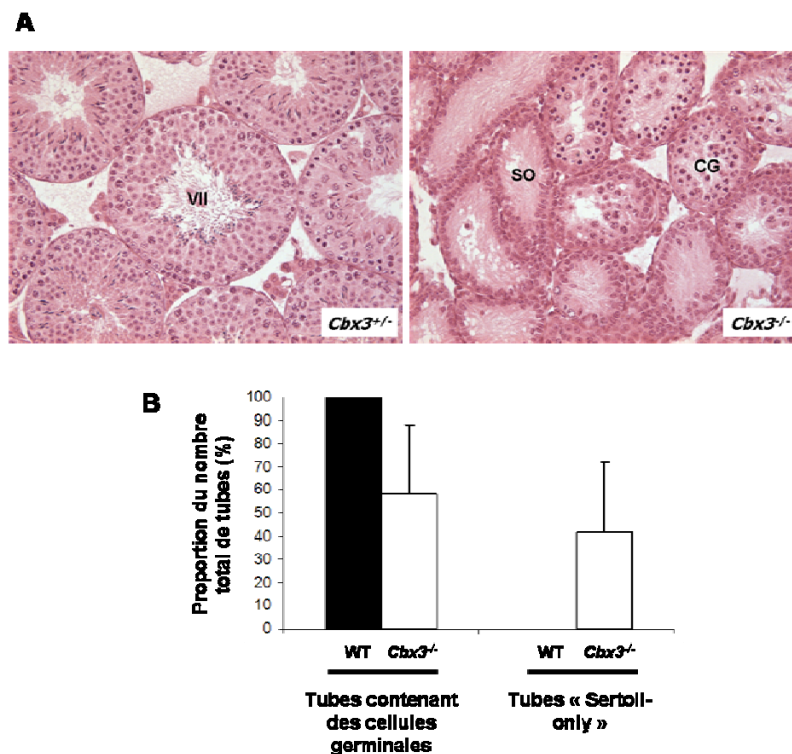 A
VII
Cbx3+/-
SO
CG
Cbx3-/-
B
Proportion du nombre
total de tubes (%)
100
90
80
70
60
50
40
30
20
10
0
WT Cbx3-/-
WT Cbx3-/-
Tubes contenant
des cellules
germinales
Tubes « Sertoli-
only »